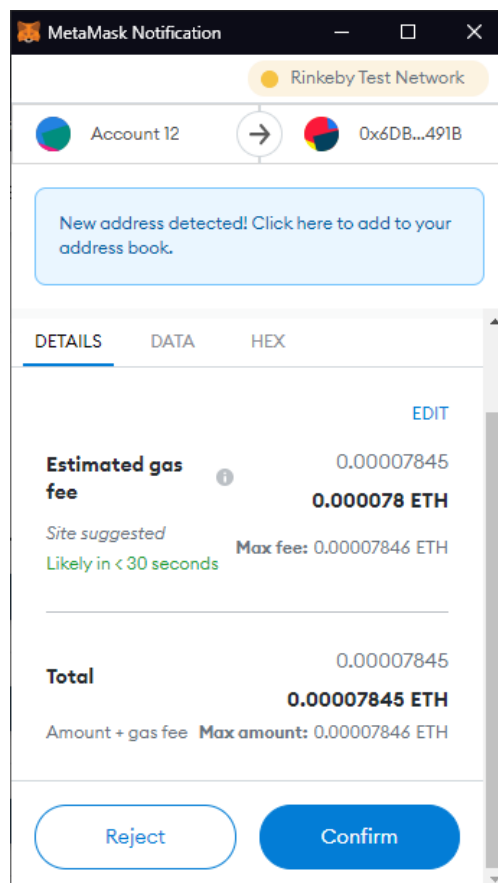 MetaMask Notification
Rinkeby Test Network
Account 12
0x6DB...491B
New address detected! Click here to add to your
address book.
DETAILS DATA HEX
EDIT
Estimated gas
fee
0.00007845
0.000078 ETH
Site suggested
Likely in < 30 seconds
Max fee: 0.00007846 ETH
Total
0.00007845
0.00007845 ETH
Amount + gas fee Max amount: 0.00007846 ETH
Reject Confirm